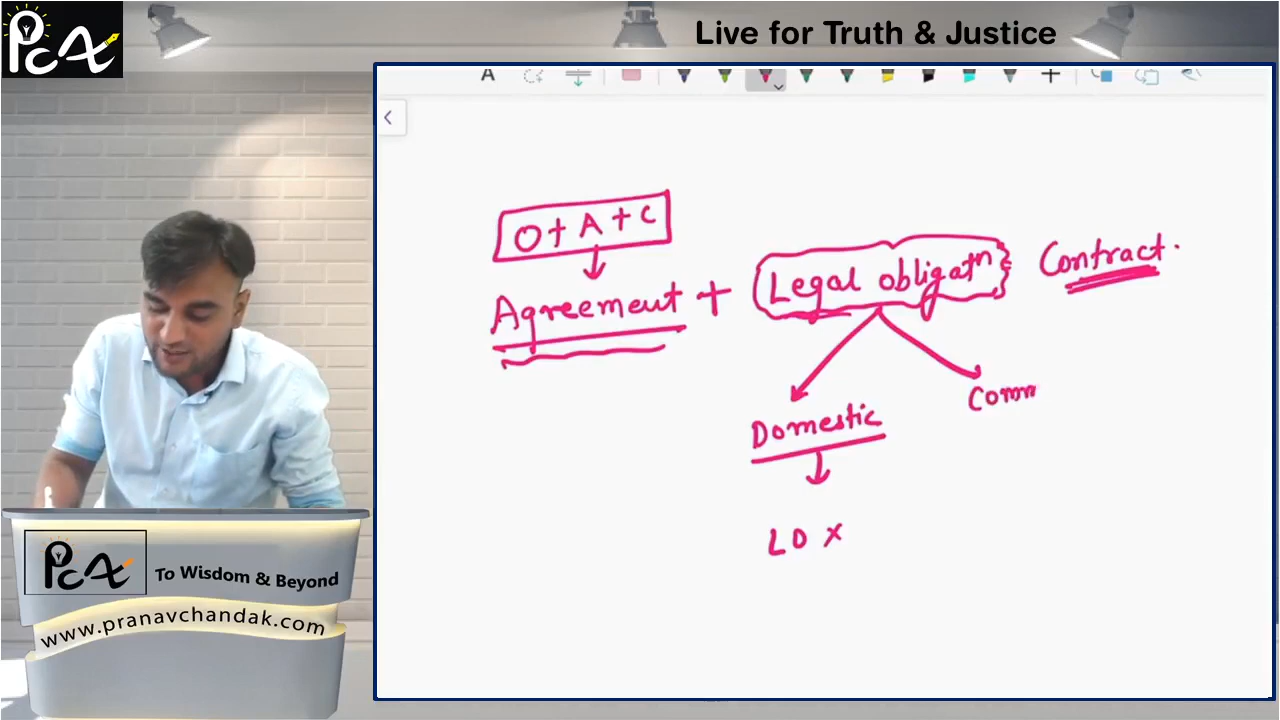 PCA
Live for Truth & Justice
A
O + A + C
Agreement + Legal obligatn Contract.
Domestic
Comm
LO X
PCA
To Wisdom & Beyond
www.pranavchandak.com